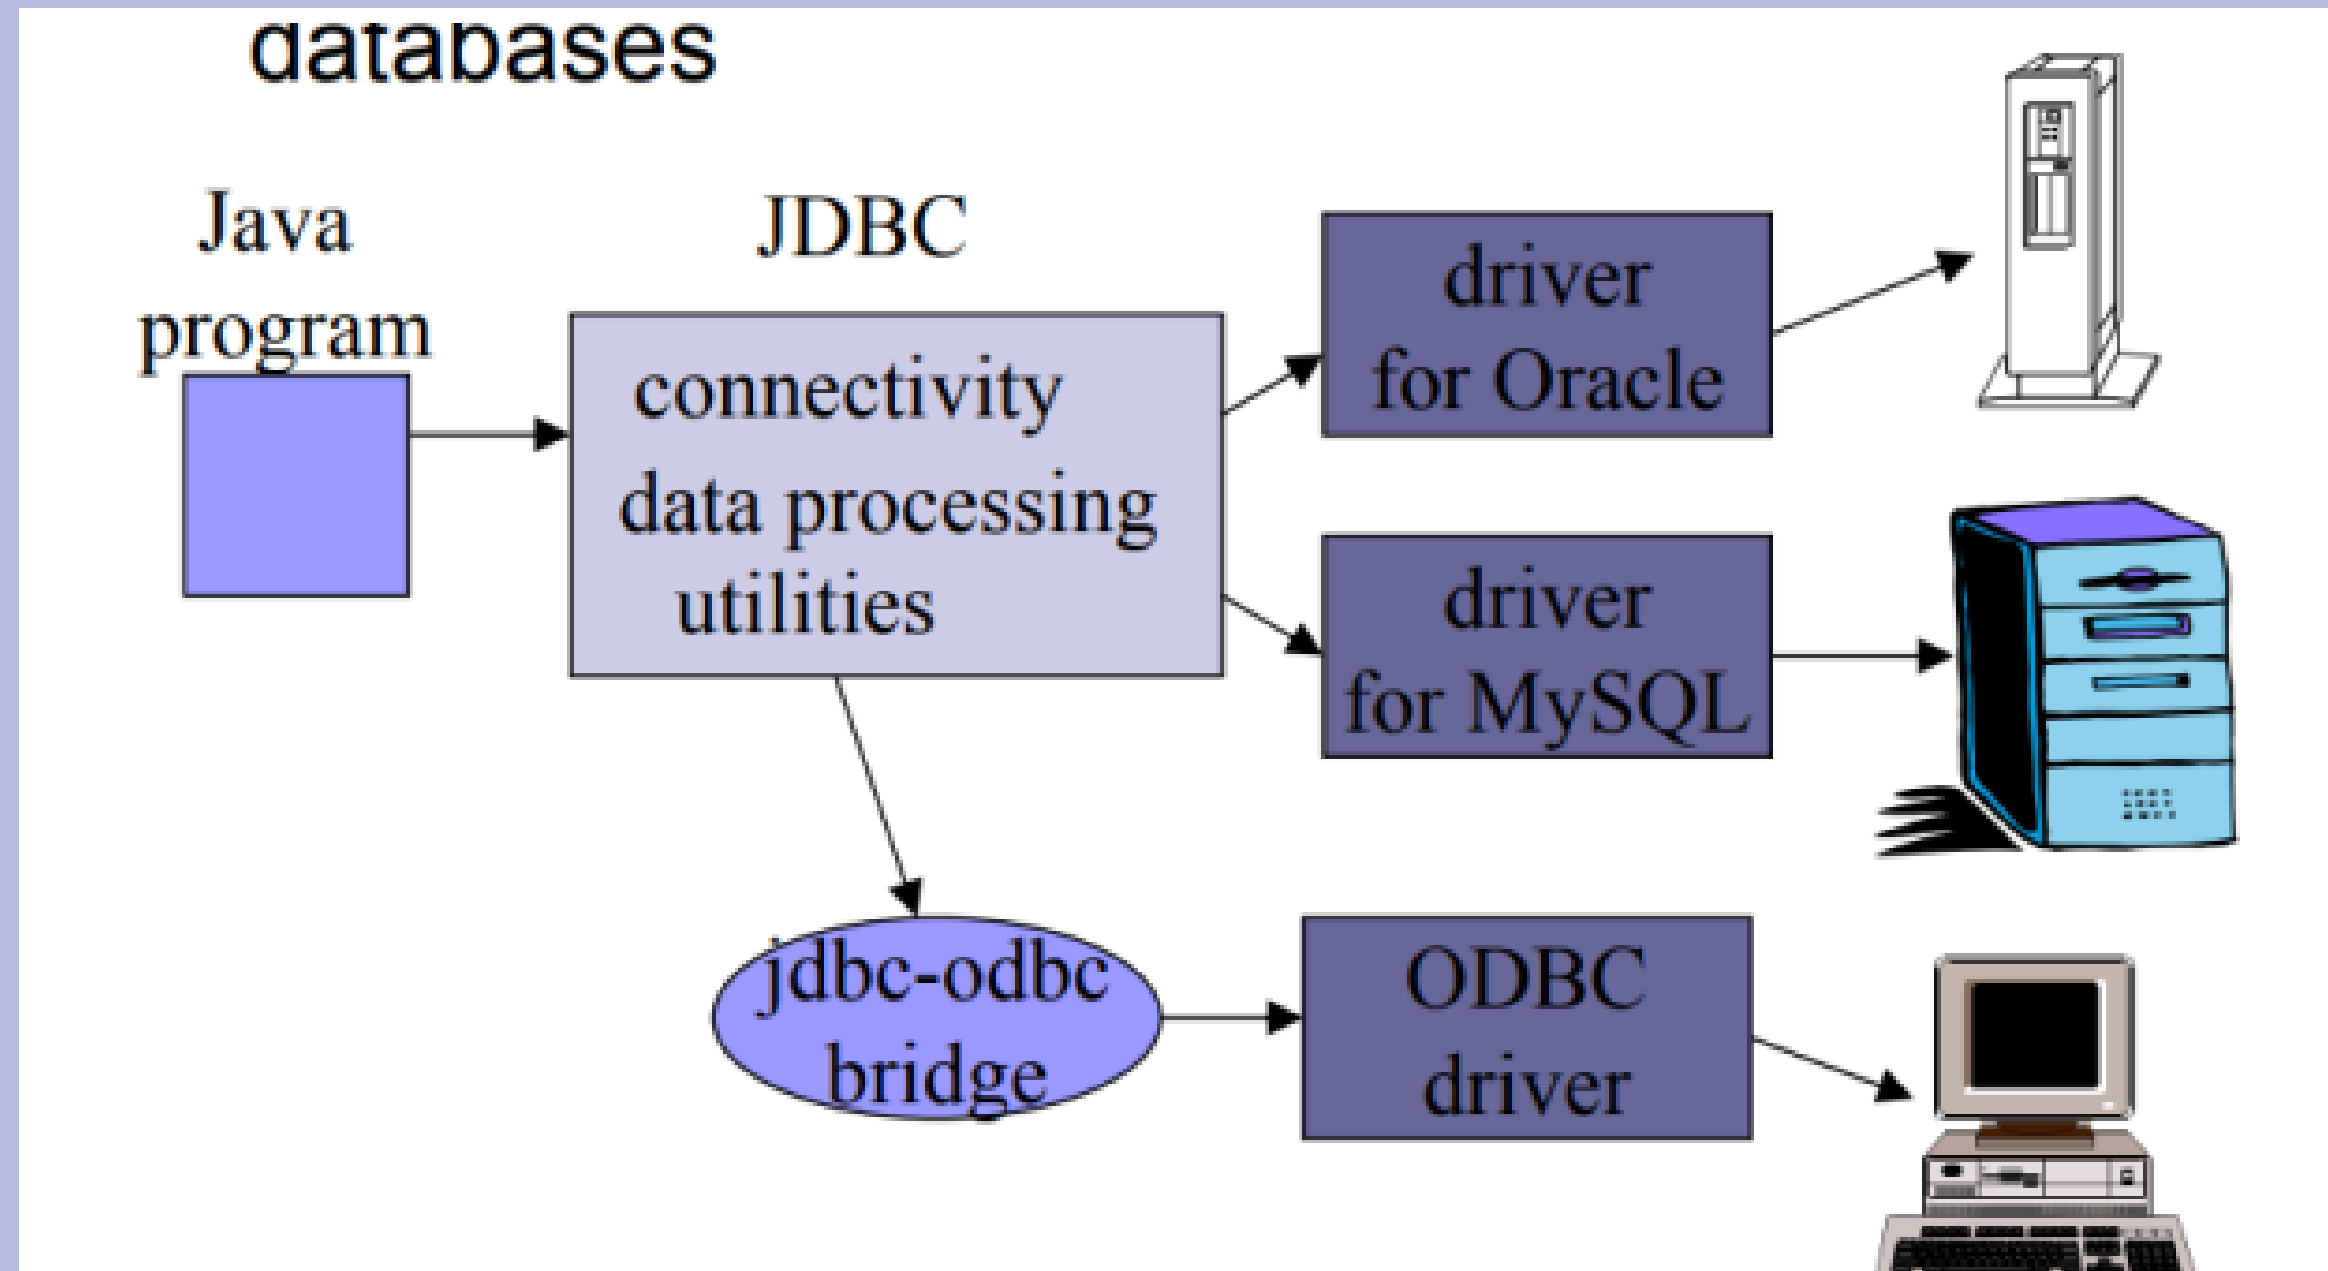 databases
Java
program
JDBC
connectivity
data processing
utilities
driver
for Oracle
driver
for MySQL
jdbc-odbc
bridge
ODBC
driver